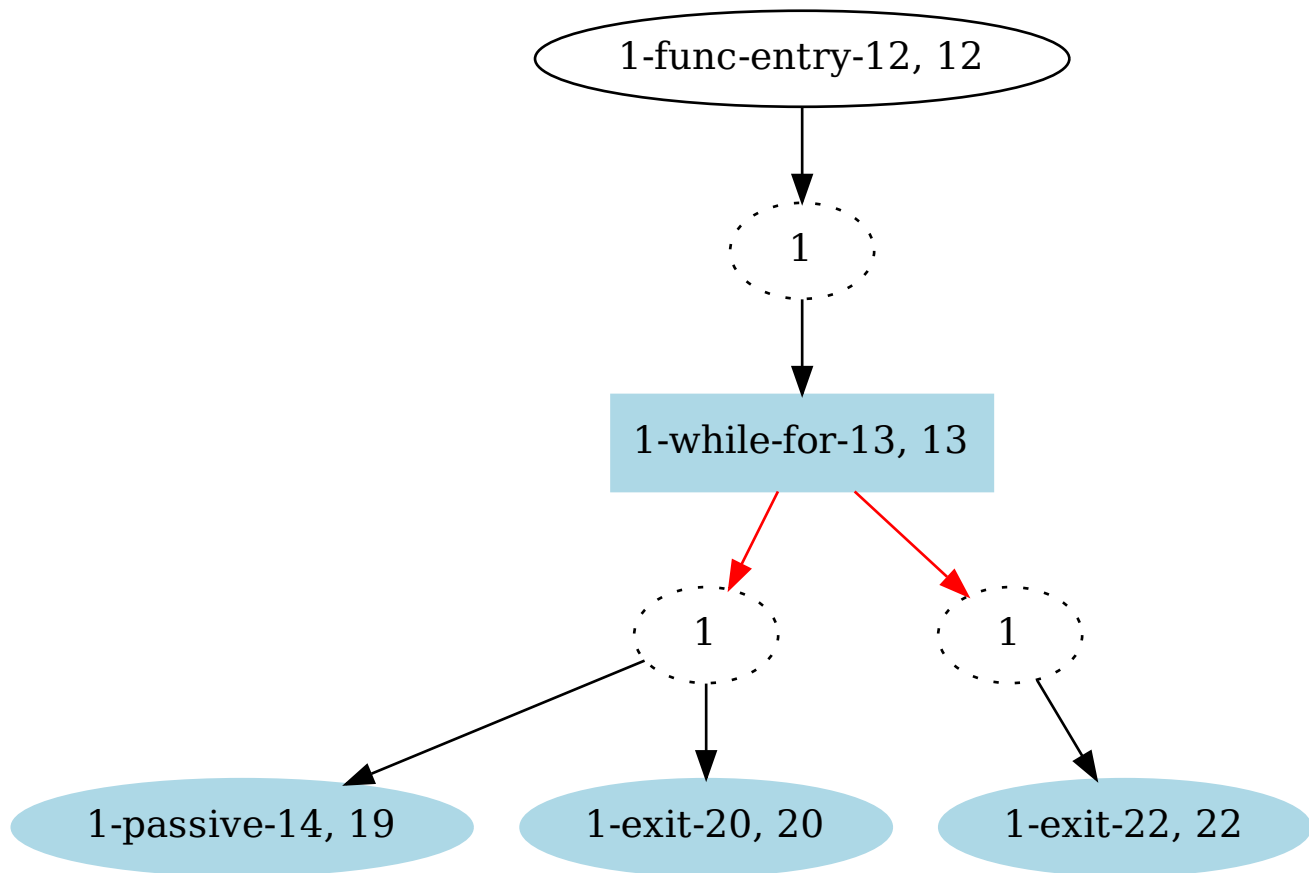 1-func-entry-12, 12
1
1-while-for-13, 13
1
1
1-passive-14, 19
1-exit-20, 20
1-exit-22, 22